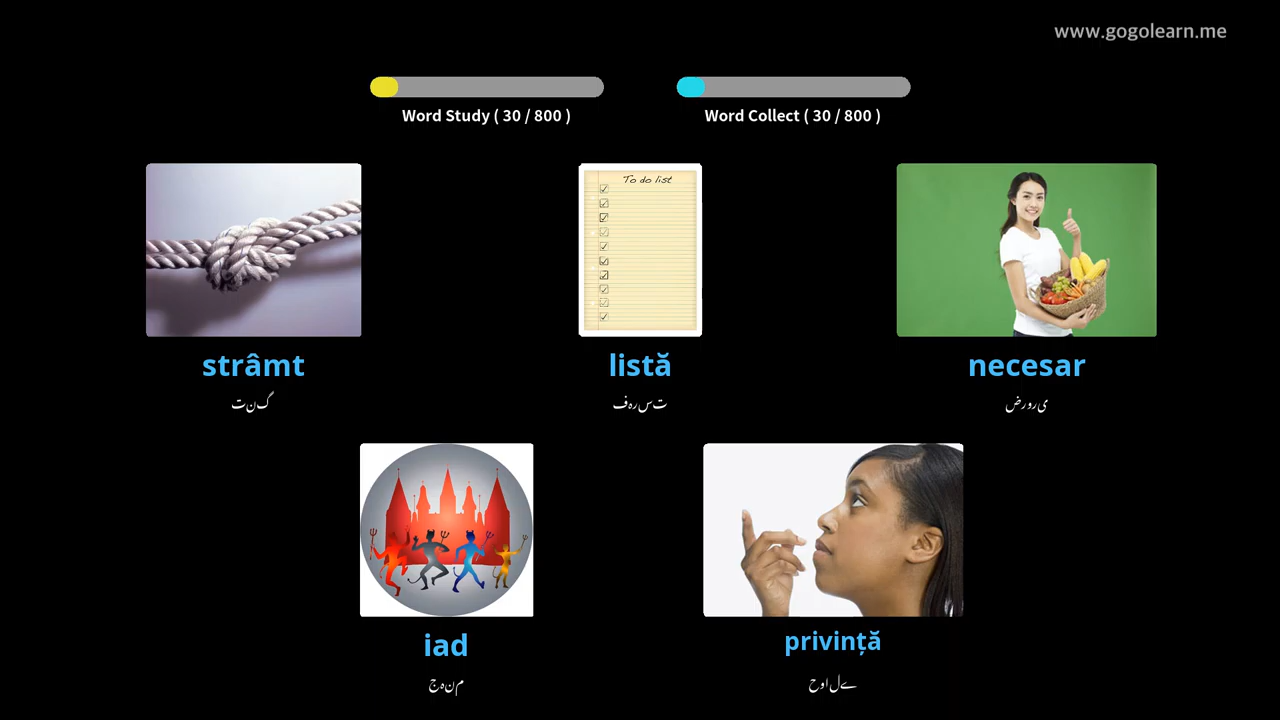 www.gogolearn.me
Word Study ( 30 / 800 )
Word Collect ( 30 / 800 )
To do list
strâmt
تنگ
listă
فہرست
necesar
ضروری
iad
جہنم
privință
حوالے